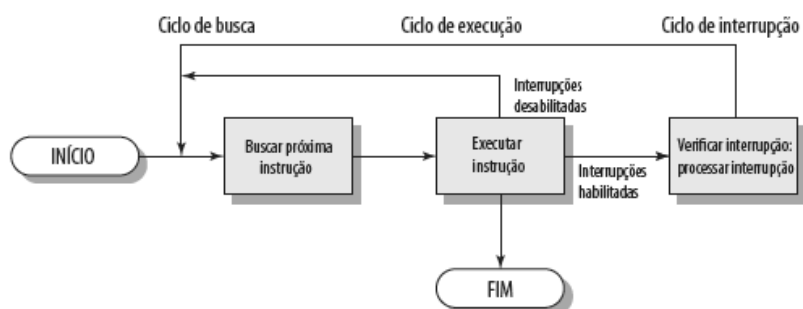 Ciclo de busca
Ciclo de execução
Ciclo de interrupção
Interrupções
desabilitadas
INÍCIO
Buscar próxima
instrução
Executar
instrução
Interrupções
habilitadas
Verificar interrupção:
processar interrupção
FIM